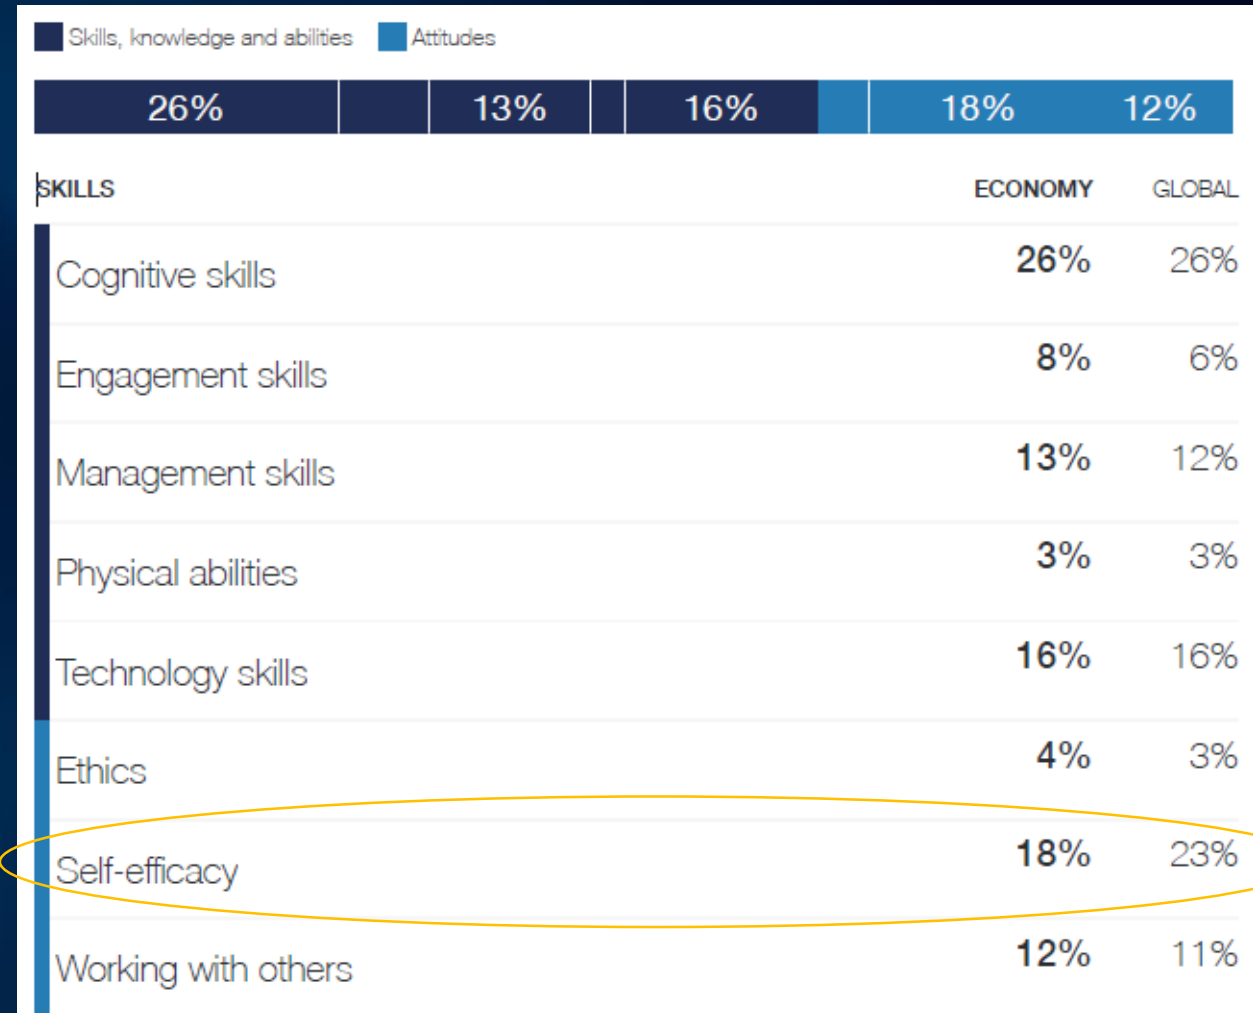 Skills, knowledge and abilities Attitudes
26% 13% 16% 18% 12%
SKILLS ECONOMY GLOBAL
Cognitive skills 26% 26%
Engagement skills 8% 6%
Management skills 13% 12%
Physical abilities 3% 3%
Technology skills 16% 16%
Ethics 4% 3%
Self-efficacy 18% 23%
Working with others 12% 11%